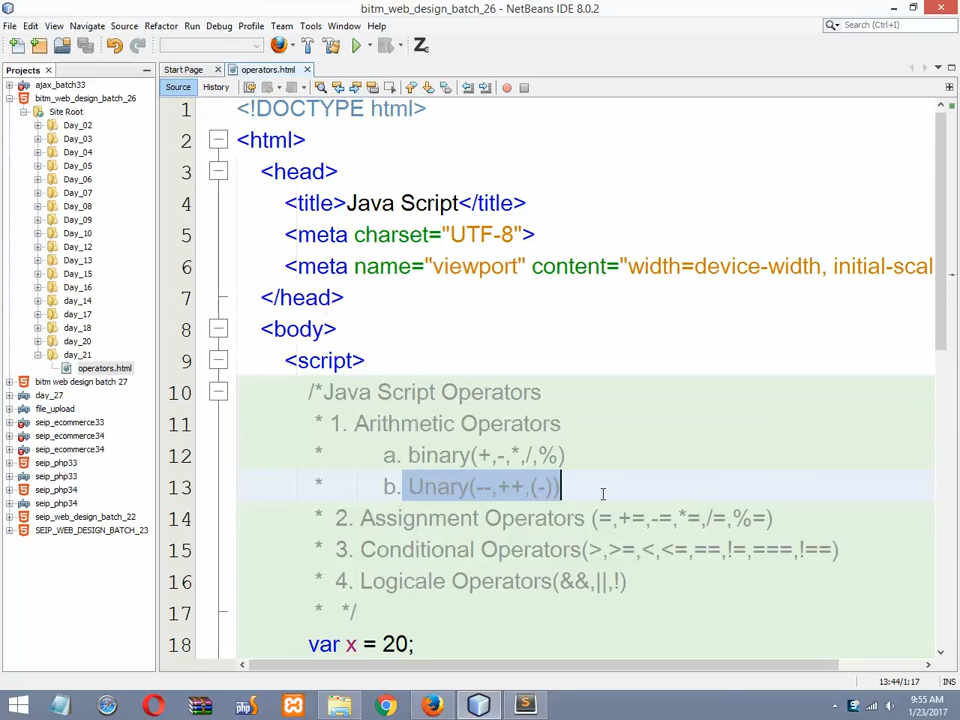 bitm_web_design_batch_26 - NetBeans IDE 8.0.2
File Edit View Navigate Source Refactor Run Debug Profile Team Tools Window Help
Search (Ctrl+I)
Projects
Start Page
operators.html
Source History
ajax_batch33
bitm_web_design_batch_26
Site Root
Day_02
Day_03
Day_04
Day_05
Day_06
Day_07
Day_08
Day_09
Day_10
Day_12
Day_13
Day_15
Day_16
day_14
day_17
day_18
day_20
day_21
operators.html
bitm web design batch 27
day_27
file_upload
seip_ecommerce33
seip_ecommerce34
seip_ecommerce34
seip_php33
seip_php33
seip_php34
seip_php34
seip_web_design_batch_22
SEIP_WEB_DESIGN_BATCH_23
1 <!DOCTYPE html>
2 <html>
3 <head>
4 <title>Java Script</title>
5 <meta charset="UTF-8">
6 <meta name="viewport" content="width=device-width, initial-scal
7 </head>
8 <body>
9 <script>
10 /*Java Script Operators
11 * 1. Arithmetic Operators
12 * a. binary(+,-,*,/,%)
13 * b. Unary(--,++,(-))
14 * 2. Assignment Operators (=,+=,-=,*=,/=,%=)
15 * 3. Conditional Operators(>,>=,<,<=,==,!=,===,!==)
16 * 4. Logicale Operators(&&,||,!)
17 * */
18 var x = 20;
13:44/1:17 INS
php
9:55 AM
1/23/2017